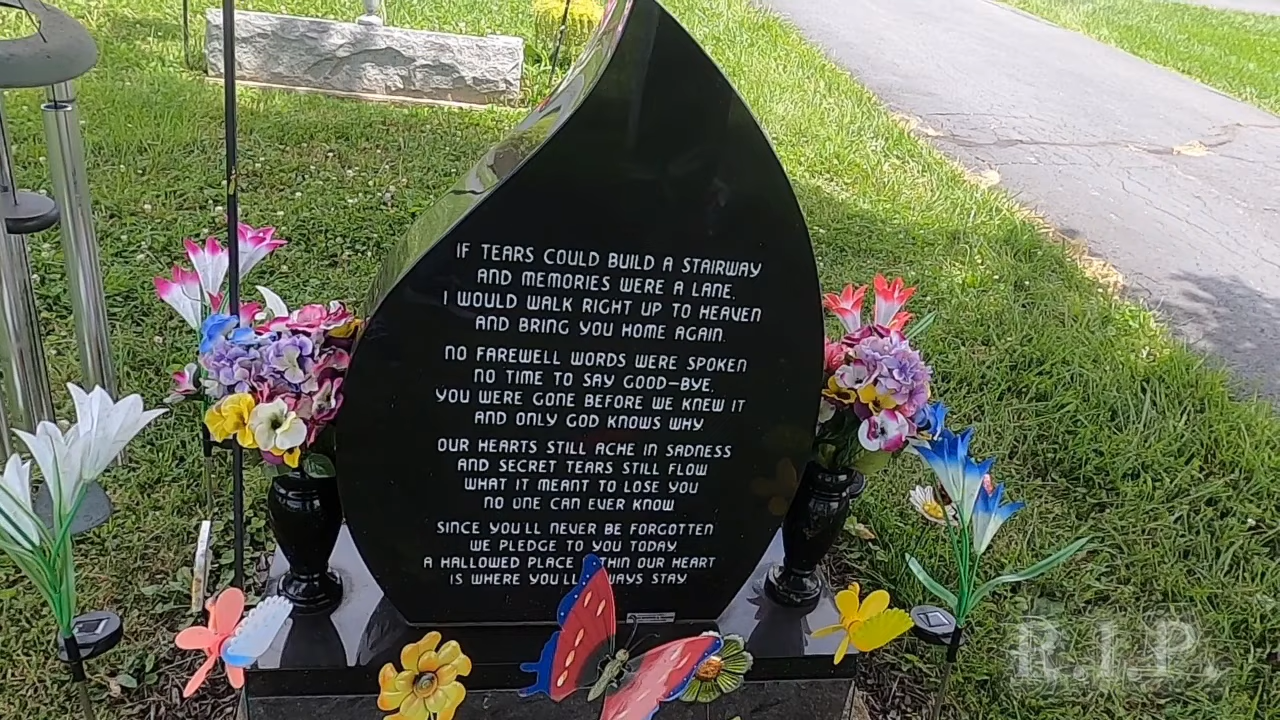 IF TEARS COULD BUILD A STAIRWAY
AND MEMORIES WERE A LANE.
I WOULD WALK RIGHT UP TO HEAVEN
AND BRING YOU HOME AGAIN.
NO FAREWELL WORDS WERE SPOKEN
NO TIME TO SAY GOOD-BYE.
YOU WERE GONE BEFORE WE KNEW IT
AND ONLY GOD KNOWS WHY.
OUR HEARTS STILL ACHE IN SADNESS
AND SECRET TEARS STILL FLOW
WHAT IT MEANT TO LOSE YOU
NO ONE CAN EVER KNOW
SINCE YOU'LL NEVER BE FORGOTTEN
WE PLEDGE TO YOU TODAY
A HALLOWED PLACE THIN OUR HEART
IS WHERE YOU'LL WAYS STAY
R.I.P.